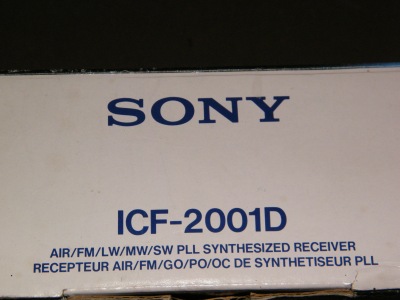 SONY
ICF-2001D
AIR/FM/LW/MW/SW PLL SYNTHESIZED RECEIVER
RECEPTEUR AIR/FM/GO/PO/OC DE SYNTHETISEUR PLL